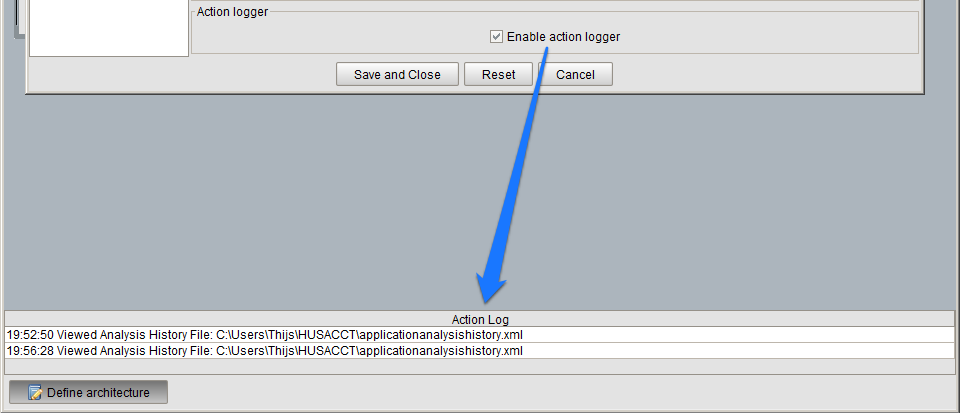 Action logger
Enable action logger
Save and Close Reset Cancel
Action Log
19:52:50 Viewed Analysis History File: C:\Users\Thijs\HUSACCT\applicationanalysishistory.xml
19:56:28 Viewed Analysis History File: C:\Users\Thijs\HUSACCT\applicationanalysishistory.xml
Define architecture